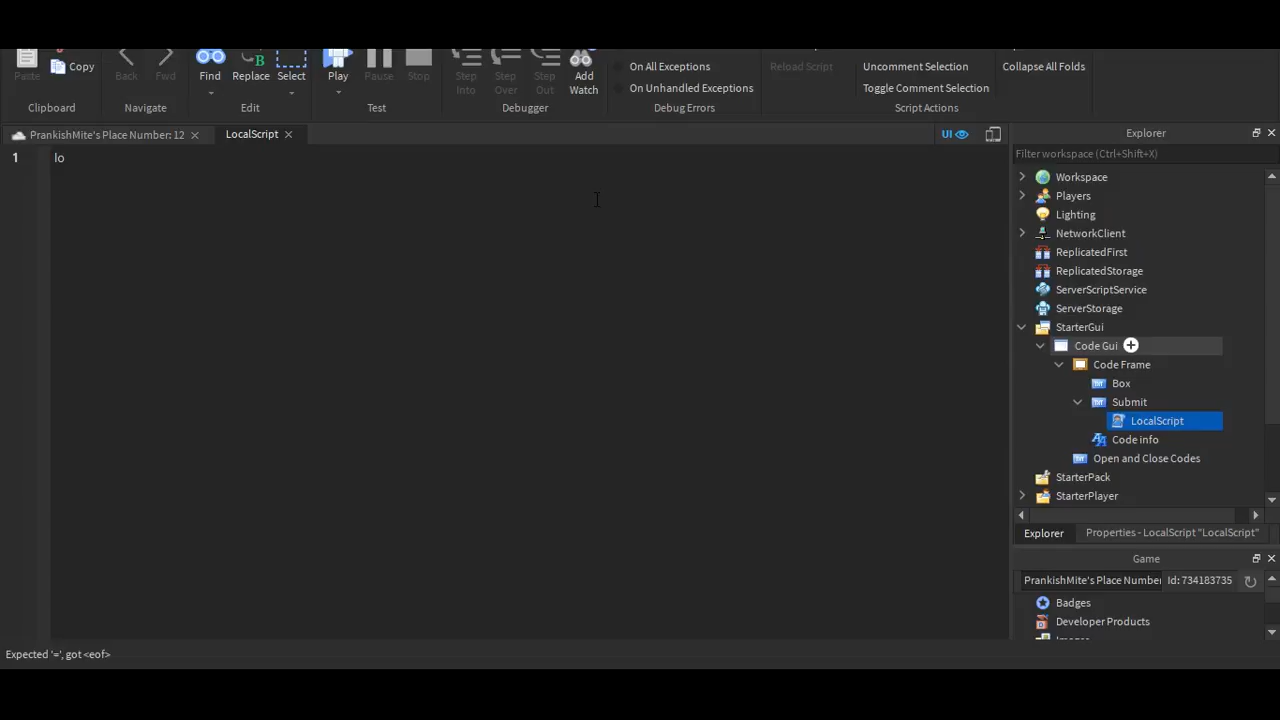 Paste
Copy
Clipboard
Back
Fwd
Navigate
Find
Replace
Select
Edit
Play
Pause
Stop
Test
Step Into
Step Over
Step Out
Add Watch
Debugger
On All Exceptions
On Unhandled Exceptions
Debug Errors
Reload Script
Uncomment Selection
Toggle Comment Selection
Collapse All Folds
Script Actions
PrankishMite's Place Number: 12
LocalScript
UI
1 lo
Explorer
Filter workspace (Ctrl+Shift+X)
Workspace
Players
Lighting
NetworkClient
ReplicatedFirst
ReplicatedStorage
ServerScriptService
ServerStorage
StarterGui
Code Gui
Code Frame
Box
Submit
LocalScript
Code info
Open and Close Codes
StarterPack
StarterPlayer
Explorer
Properties - LocalScript "LocalScript"
Game
PrankishMite's Place Number
Id: 734183735
Badges
Developer Products
Expected '=', got <eof>